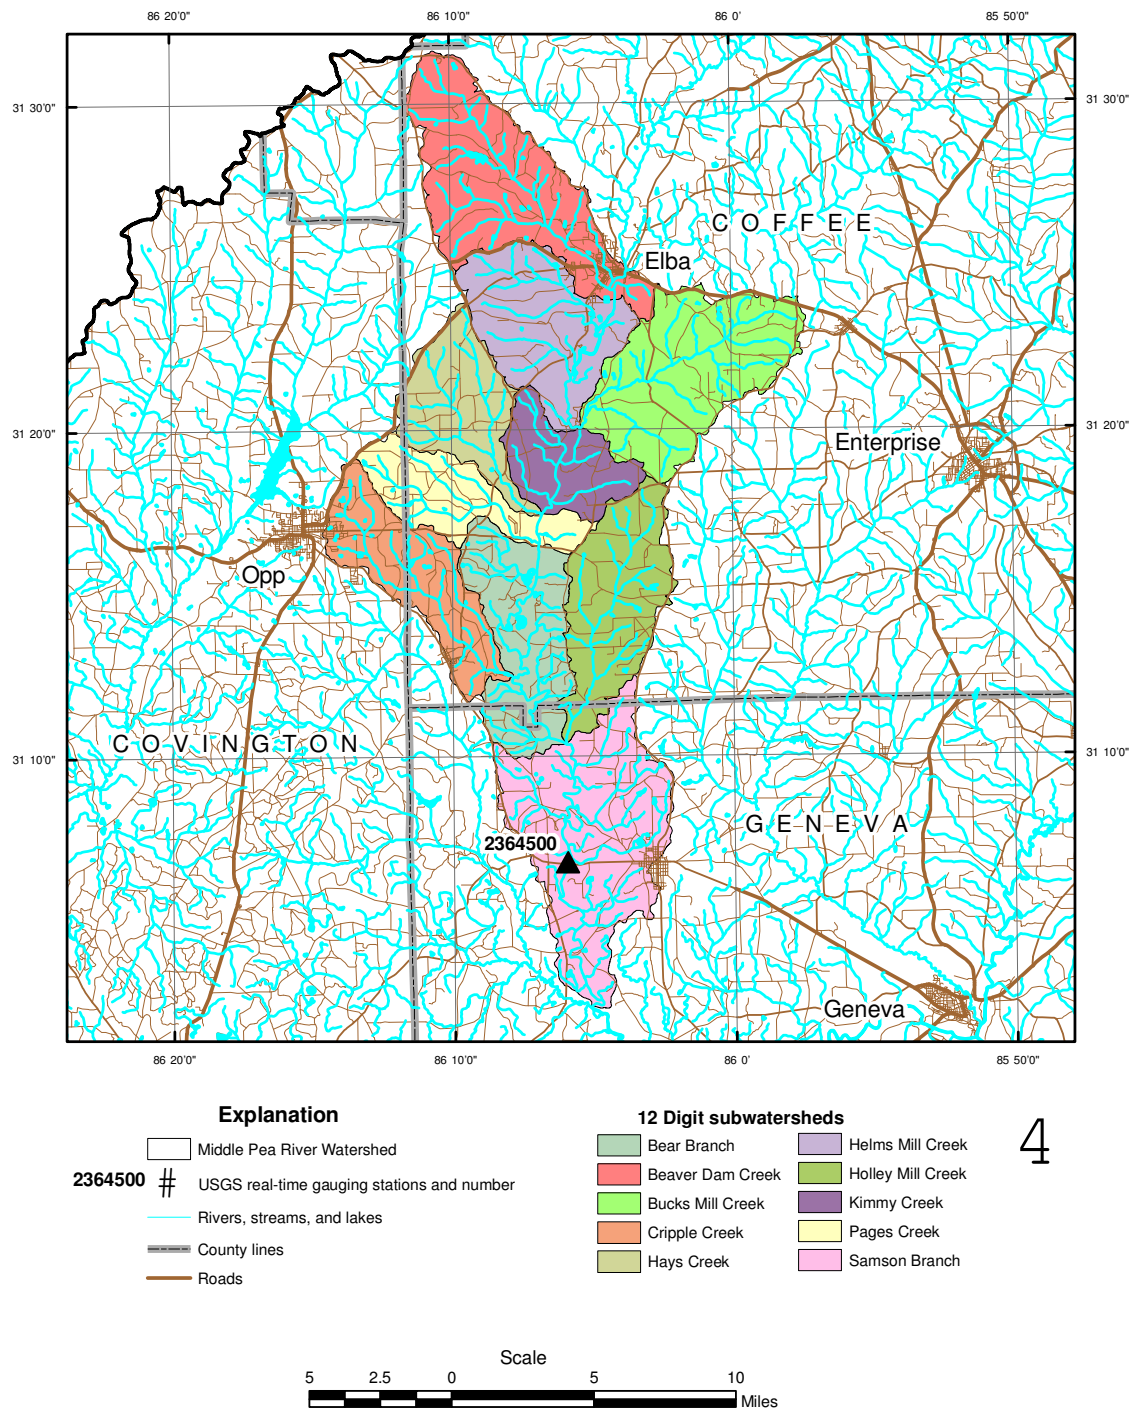 86 20'0"
86 10'0"
86 0'
85 50'0"
31 30'0"
31 30'0"
C O F F E E
Elba
31 20'0"
31 20'0"
Enterprise
Opp
C O V I N G T O N
31 10'0"
31 10'0"
G E N E V A
2364500
Geneva
86 20'0"
86 10'0"
86 0'
85 50'0"
Explanation
Middle Pea River Watershed
2364500 # USGS real-time gauging stations and number
Rivers, streams, and lakes
County lines
Roads
12 Digit subwatersheds
Bear Branch
Beaver Dam Creek
Bucks Mill Creek
Cripple Creek
Hays Creek
Helms Mill Creek
Holley Mill Creek
Kimmy Creek
Pages Creek
Samson Branch
4
Scale
5 2.5 0 5 10
Miles